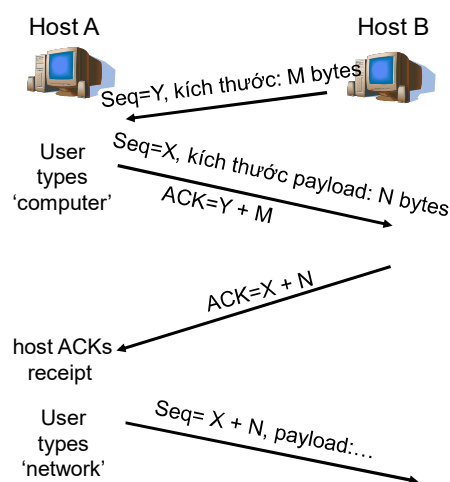 Host A
Host B
Seq=Y, kích thước: M bytes
User
types
‘computer’
Seq=X, kích thước payload: N bytes
ACK=Y + M
ACK=X + N
host ACKs
receipt
User
types
‘network’
Seq= X + N, payload:…